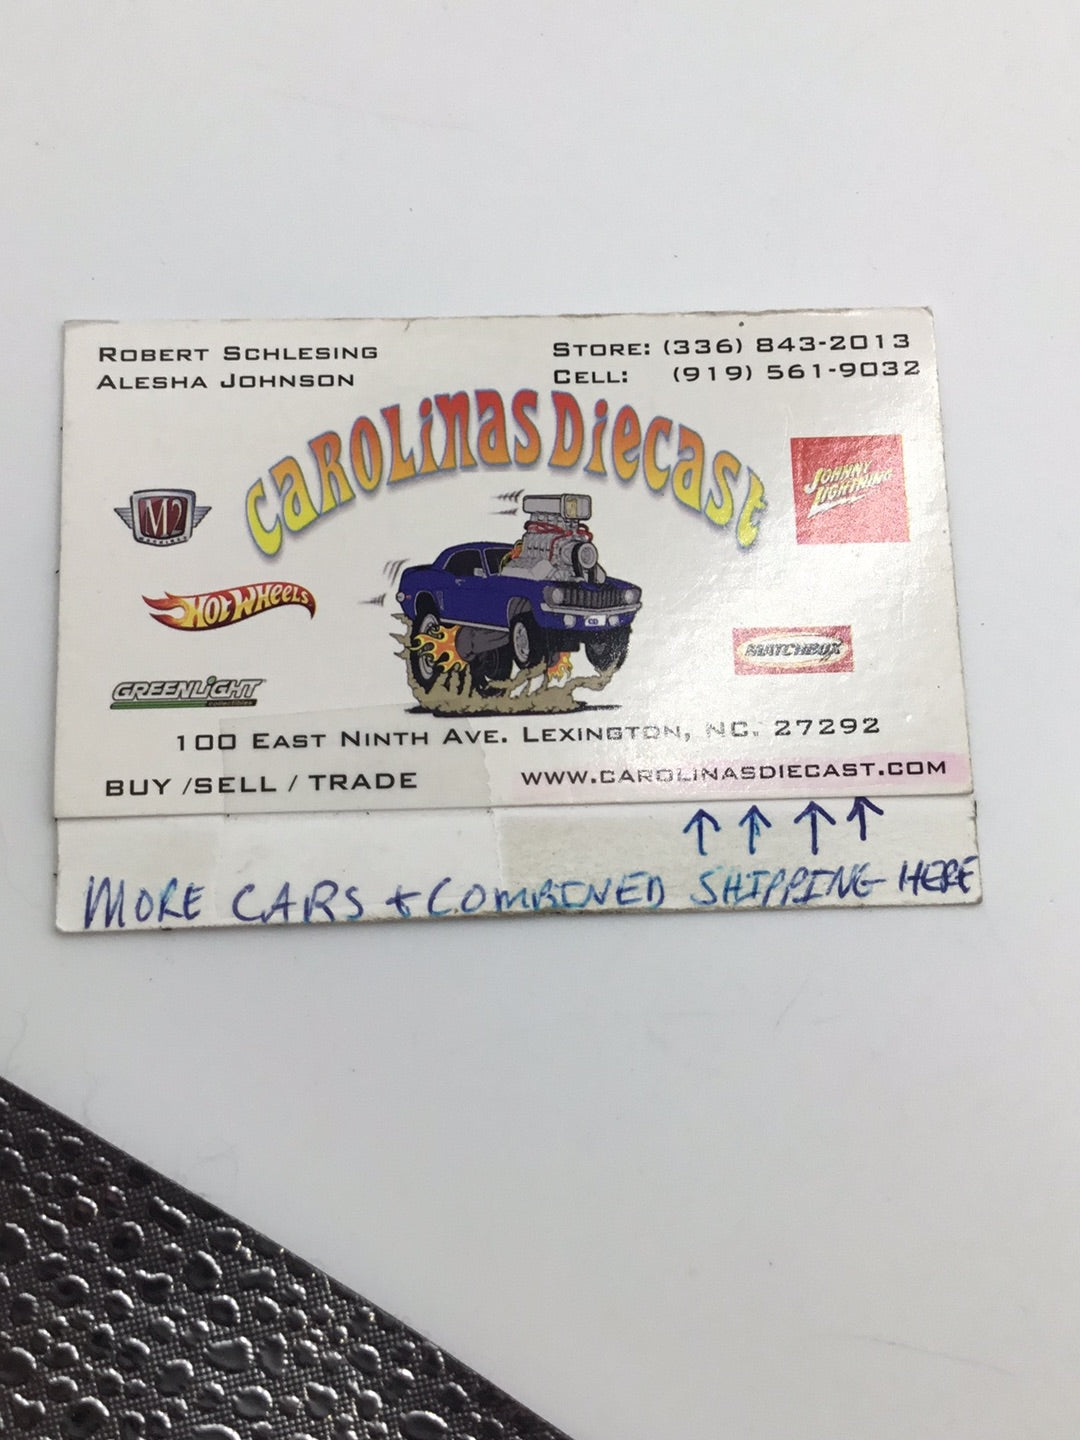 ROBERT SCHLESING
ALESHA JOHNSON
STORE: (336) 843-2013
CELL: (919) 561-9032
CAROLINAS DIECAST
M2
MACHINES
JOHNNY
LIGHTNING
HOT WHEELS
MATCHBOX
GREENLIGHT
100 EAST NINTH AVE. LEXINGTON, NC. 27292
BUY /SELL / TRADE
WWW.CAROLINASDIECAST.COM
↑ ↑ ↑ ↑
MORE CARS + COMBINED SHIPPING HERE